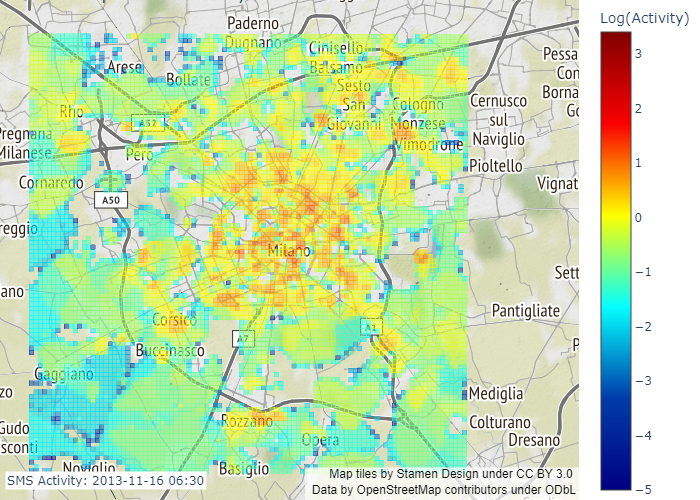 Paderno
Dugnano
Log(Activity)
Cinisello
Balsamo
Arese
Bollate
Sesto
San
Giovanni
Cologno
Monzese
Vimodrone
Cernusco
sul
Naviglio
Pioltello
Pessa
Con
Borna
Go
Rho
A52
Pero
Pregnana
Milanese
Cornaredo
A50
Vignat
reggio
Milano
Sett
ano
Pantigliate
Corsico
A7
A1
P
Buccinasco
Gaggiano
zo
Mediglia
Gudo
sconti
Rozzano
Opera
Colturano
Dresano
Noviglio
Basiglio
3
2
1
0
−1
−2
−3
−4
−5
SMS Activity: 2013-11-16 06:30
Map tiles by Stamen Design under CC BY 3.0
Data by OpenStreetMap contributors under ODbL